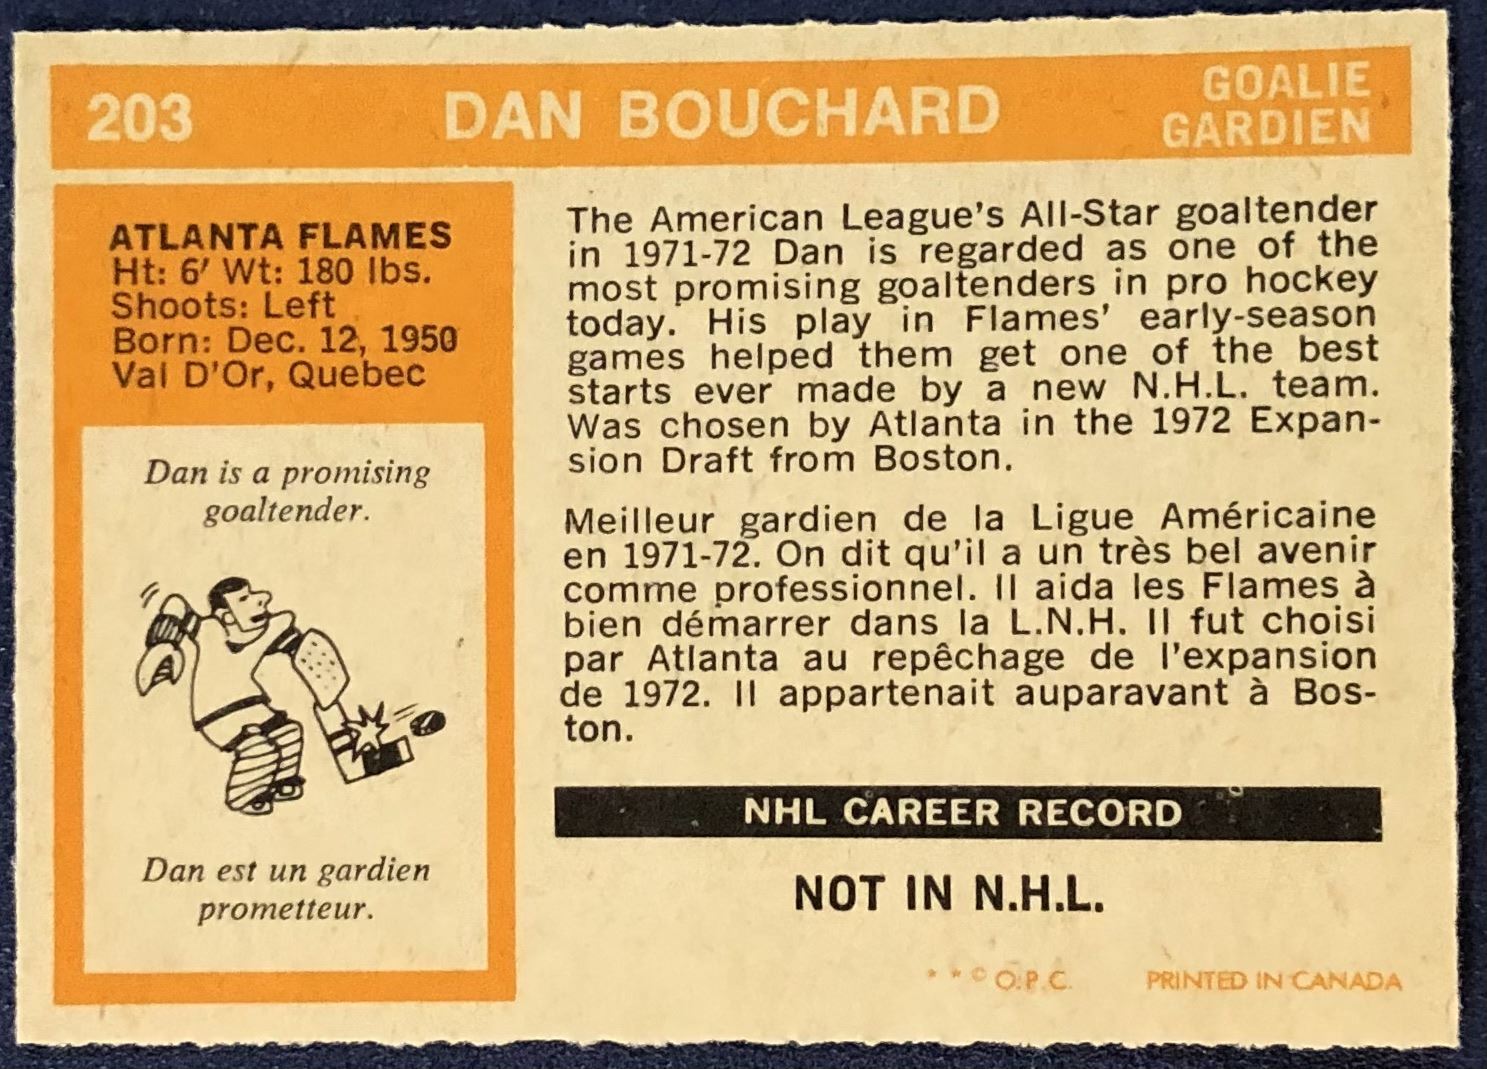 203
DAN BOUCHARD
GOALIE
GARDIEN
ATLANTA FLAMES
Ht: 6′ Wt: 180 lbs.
Shoots: Left
Born: Dec. 12, 1950
Val D'Or, Quebec
Dan is a promising
goaltender.
Dan est un gardien
prometteur.
The American League's All-Star goaltender
in 1971-72 Dan is regarded as one of the
most promising goaltenders in pro hockey
today. His play in Flames' early-season
games helped them get one of the best
starts ever made by a new N.H.L. team.
Was chosen by Atlanta in the 1972 Expan-
sion Draft from Boston.
Meilleur gardien de la Ligue Américaine
en 1971-72. On dit qu'il a un très bel avenir
comme professionnel. Il aida les Flames à
bien démarrer dans la L.N.H. Il fut choisi
par Atlanta au repêchage de l'expansion
de 1972. Il appartenait auparavant à Bos-
ton.
NHL CAREER RECORD
NOT IN N.H.L.
* * © O.P.C. PRINTED IN CANADA